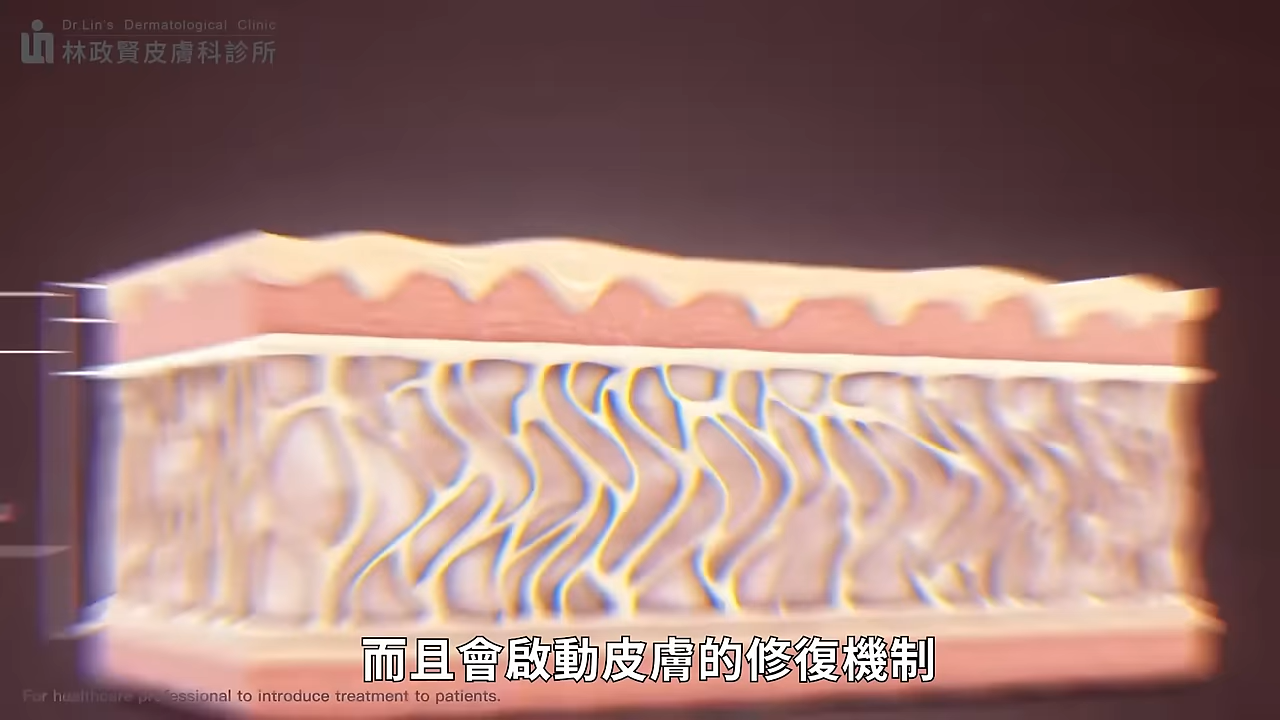 Dr.Lin's Dermatological Clinic
林政賢皮膚科診所
而且會啟動皮膚的修復機制
For healthcare professional to introduce treatment to patients.